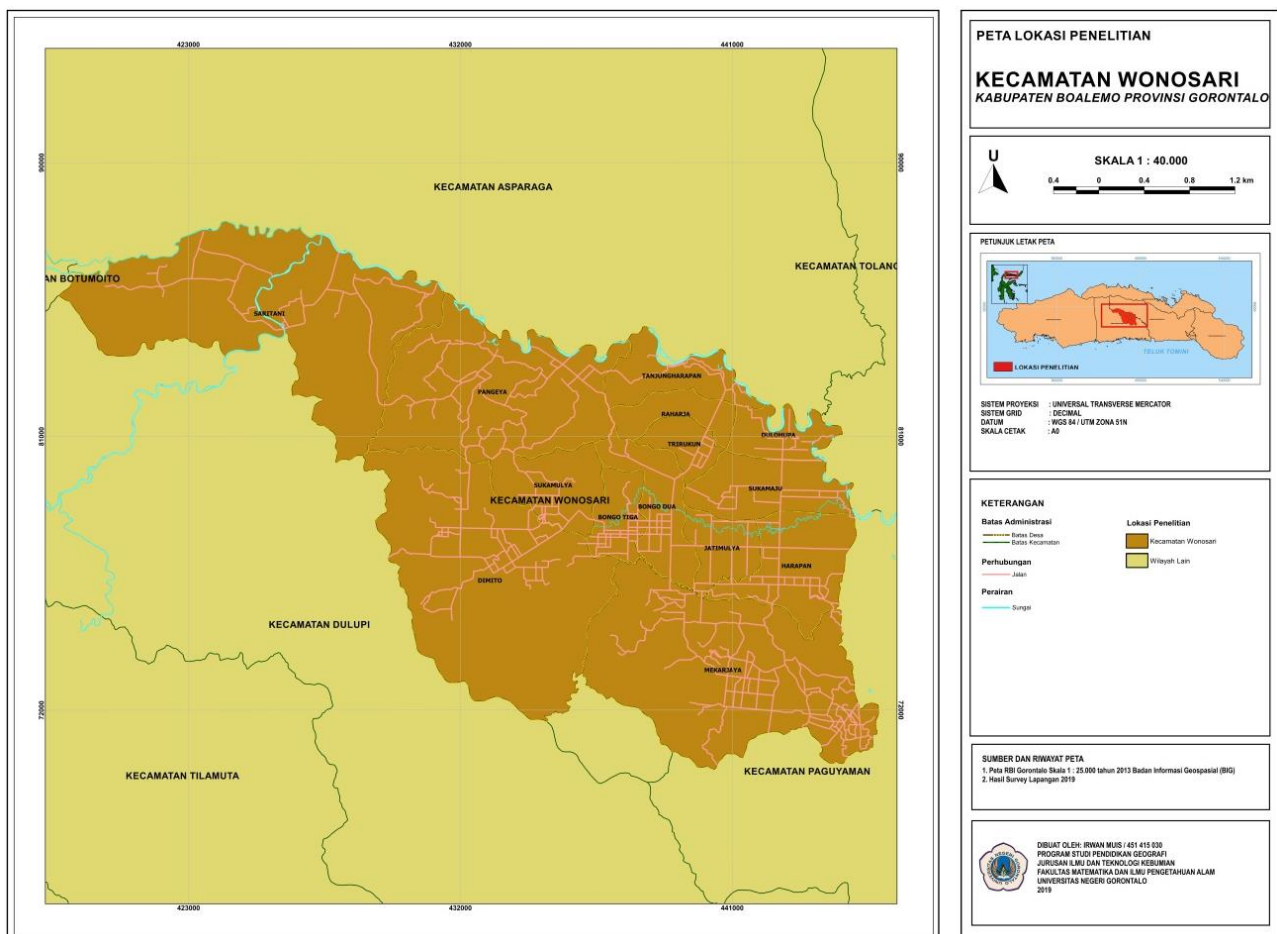 423000
432000
441000
90000
90000
KECAMATAN ASPARAGA
AN BOTUMOITO
KECAMATAN TOLANG
SARITANI
TANJUNGHARAPAN
PANGEYA
RAHARJA
DULOHUPA
81000
81000
TRIRUKUN
SUKAMULYA
SUKAMAJU
KECAMATAN WONOSARI
BONGO DUA
BONGO TIGA
JATIMULYA
HARAPAN
DIMITO
KECAMATAN DULUPI
MEKARJAYA
72000
72000
KECAMATAN TILAMUTA
KECAMATAN PAGUYAMAN
423000
432000
441000
PETA LOKASI PENELITIAN
KECAMATAN WONOSARI
KABUPATEN BOALEMO PROVINSI GORONTALO
U
SKALA 1 : 40.000
0.4 0 0.4 0.8 1.2 km
PETUNJUK LETAK PETA
TELUK TOMINI
LOKASI PENELITIAN
SISTEM PROYEKSI : UNIVERSAL TRANSVERSE MERCATOR
SISTEM GRID : DECIMAL
DATUM : WGS 84 / UTM ZONA 51N
SKALA CETAK : A0
KETERANGAN
Batas Administrasi
Batas Desa
Batas Kecamatan
Perhubungan
Jalan
Perairan
Sungai
Lokasi Penelitian
Kecamatan Wonosari
Wilayah Lain
SUMBER DAN RIWAYAT PETA
1. Peta RBI Gorontalo Skala 1 : 25.000 tahun 2013 Badan Informasi Geospasial (BIG)
2. Hasil Survey Lapangan 2019
DIBUAT OLEH: IRWAN MUIS / 451 415 030
PROGRAM STUDI PENDIDIKAN GEOGRAFI
JURUSAN ILMU DAN TEKNOLOGI KEBUMIAN
FAKULTAS MATEMATIKA DAN ILMU PENGETAHUAN ALAM
UNIVERSITAS NEGERI GORONTALO
2019